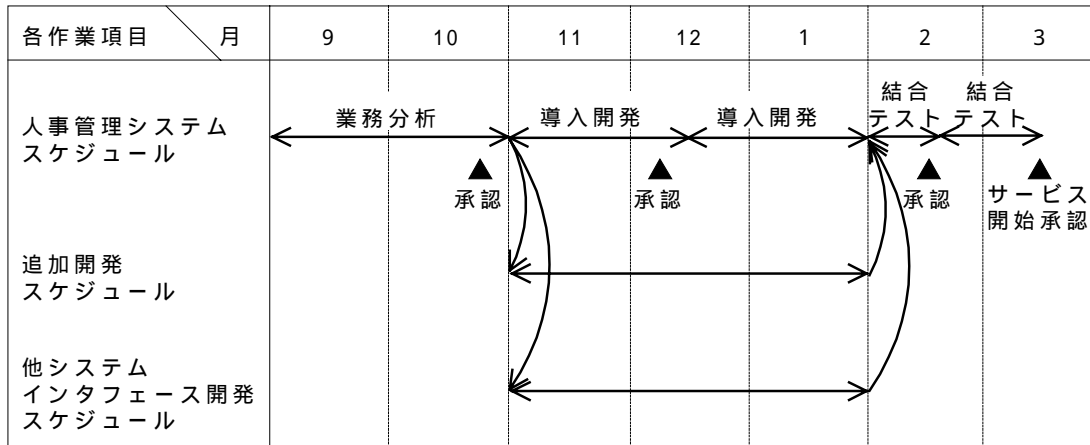 各作業項目 月 9 10 11 12 1 2 3
人事管理システム
スケジュール
業務分析 導入開発 導入開発
結合
テスト
結合
テスト
承認 承認 承認
サービス
開始承認
追加開発
スケジュール
他システム
インタフェース開発
スケジュール